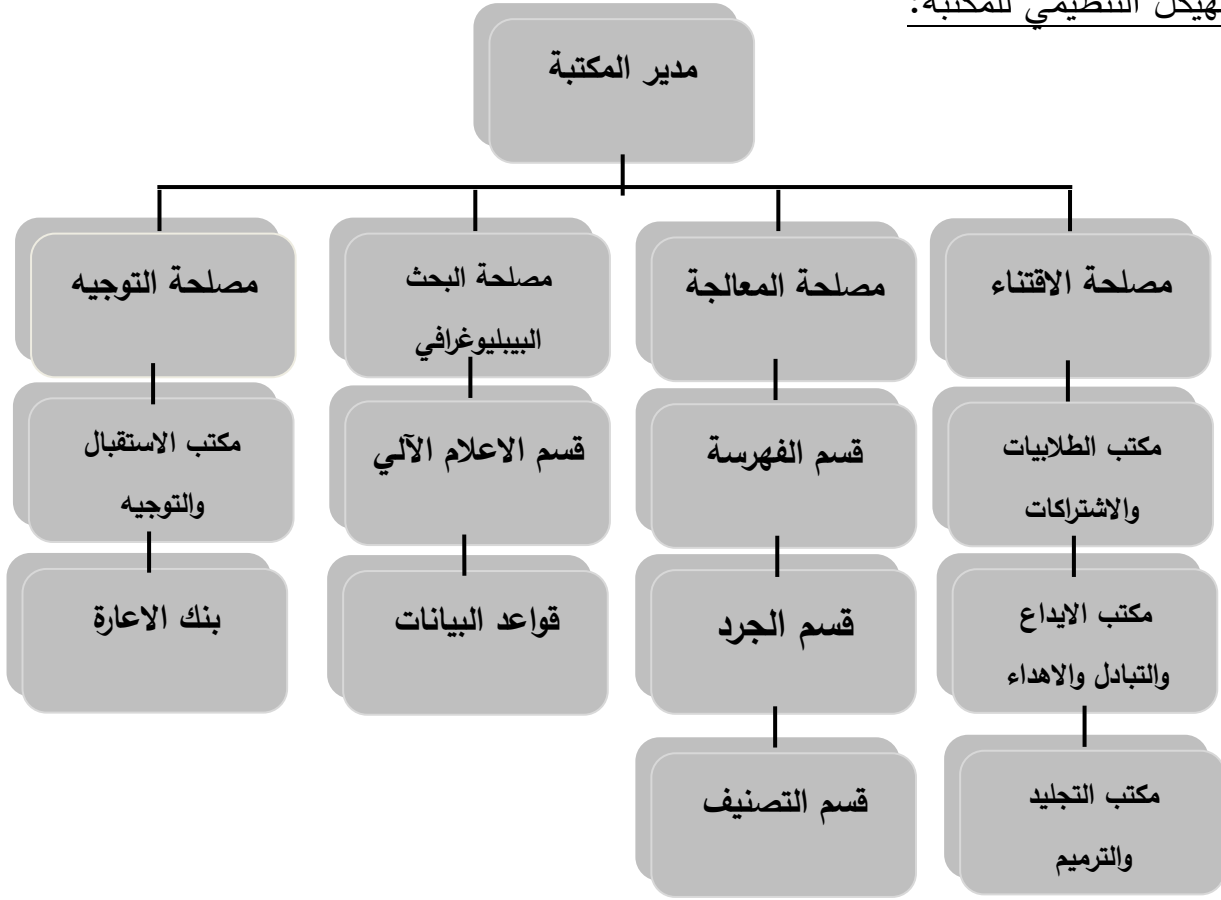 هيكل التنظيمي للمكتبة:
مدير المكتبة
مصلحة الاقتناء
مصلحة المعالجة
مصلحة البحث
البيبليوغرافي
مصلحة التوجيه
مكتب الطلابيات
والاشتراكات
قسم الفهرسة
قسم الاعلام الآلي
مكتب الاستقبال
والتوجيه
مكتب الايداع
والتبادل والاهداء
قسم الجرد
قواعد البيانات
بنك الاعارة
مكتب التجليد
والترميم
قسم التصنيف